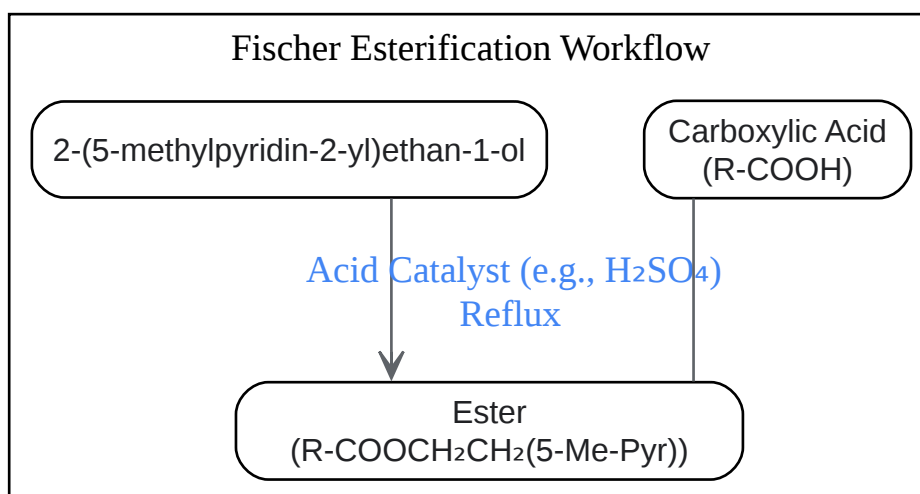 Fischer Esterification Workflow
2-(5-methylpyridin-2-yl)ethan-1-ol
Carboxylic Acid
(R-COOH)
Acid Catalyst (e.g., H₂SO₄)
Reflux
Ester
(R-COOCH₂CH₂(5-Me-Pyr))